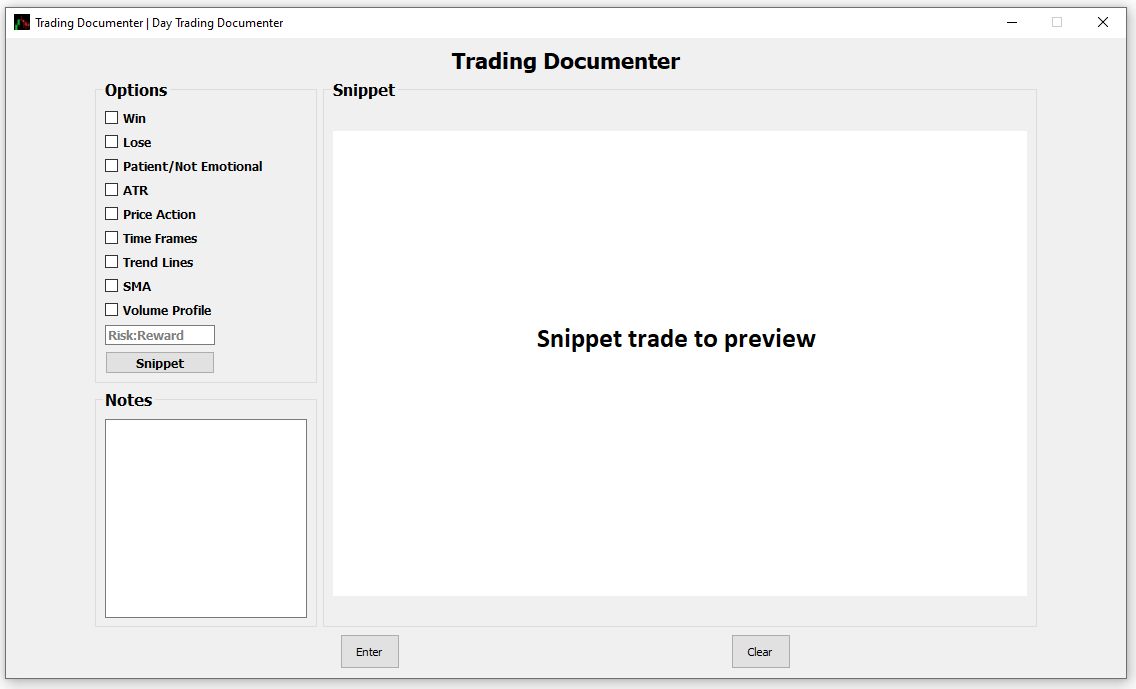 Trading Documenter | Day Trading Documenter
Trading Documenter
Options
Win
Lose
Patient/Not Emotional
ATR
Price Action
Time Frames
Trend Lines
SMA
Volume Profile
Risk:Reward
Snippet
Notes
Snippet
Snippet trade to preview
Enter
Clear